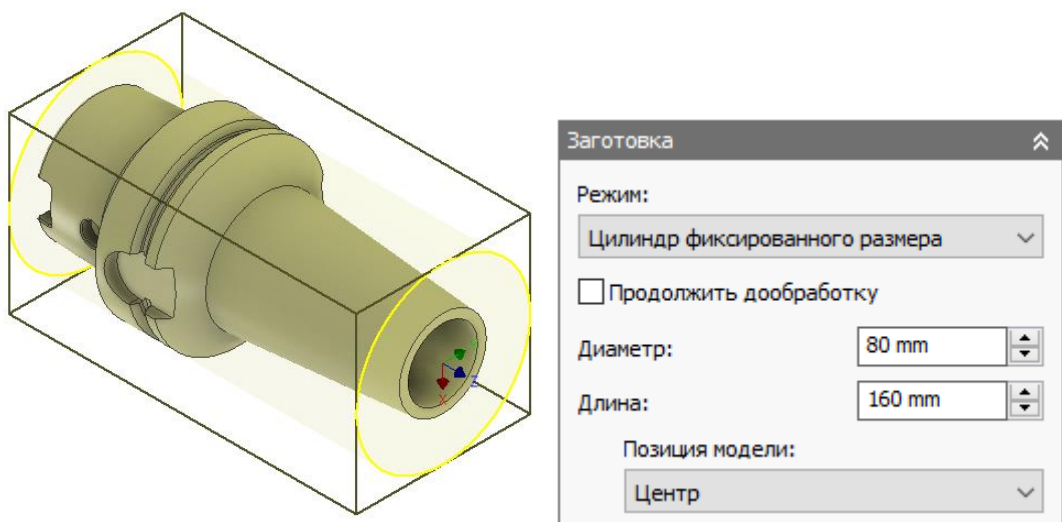 Заготовка
Режим:
Цилиндр фиксированного размера
Продолжить дообработку
Диаметр:
80 mm
Длина:
160 mm
Позиция модели:
Центр
X
Z